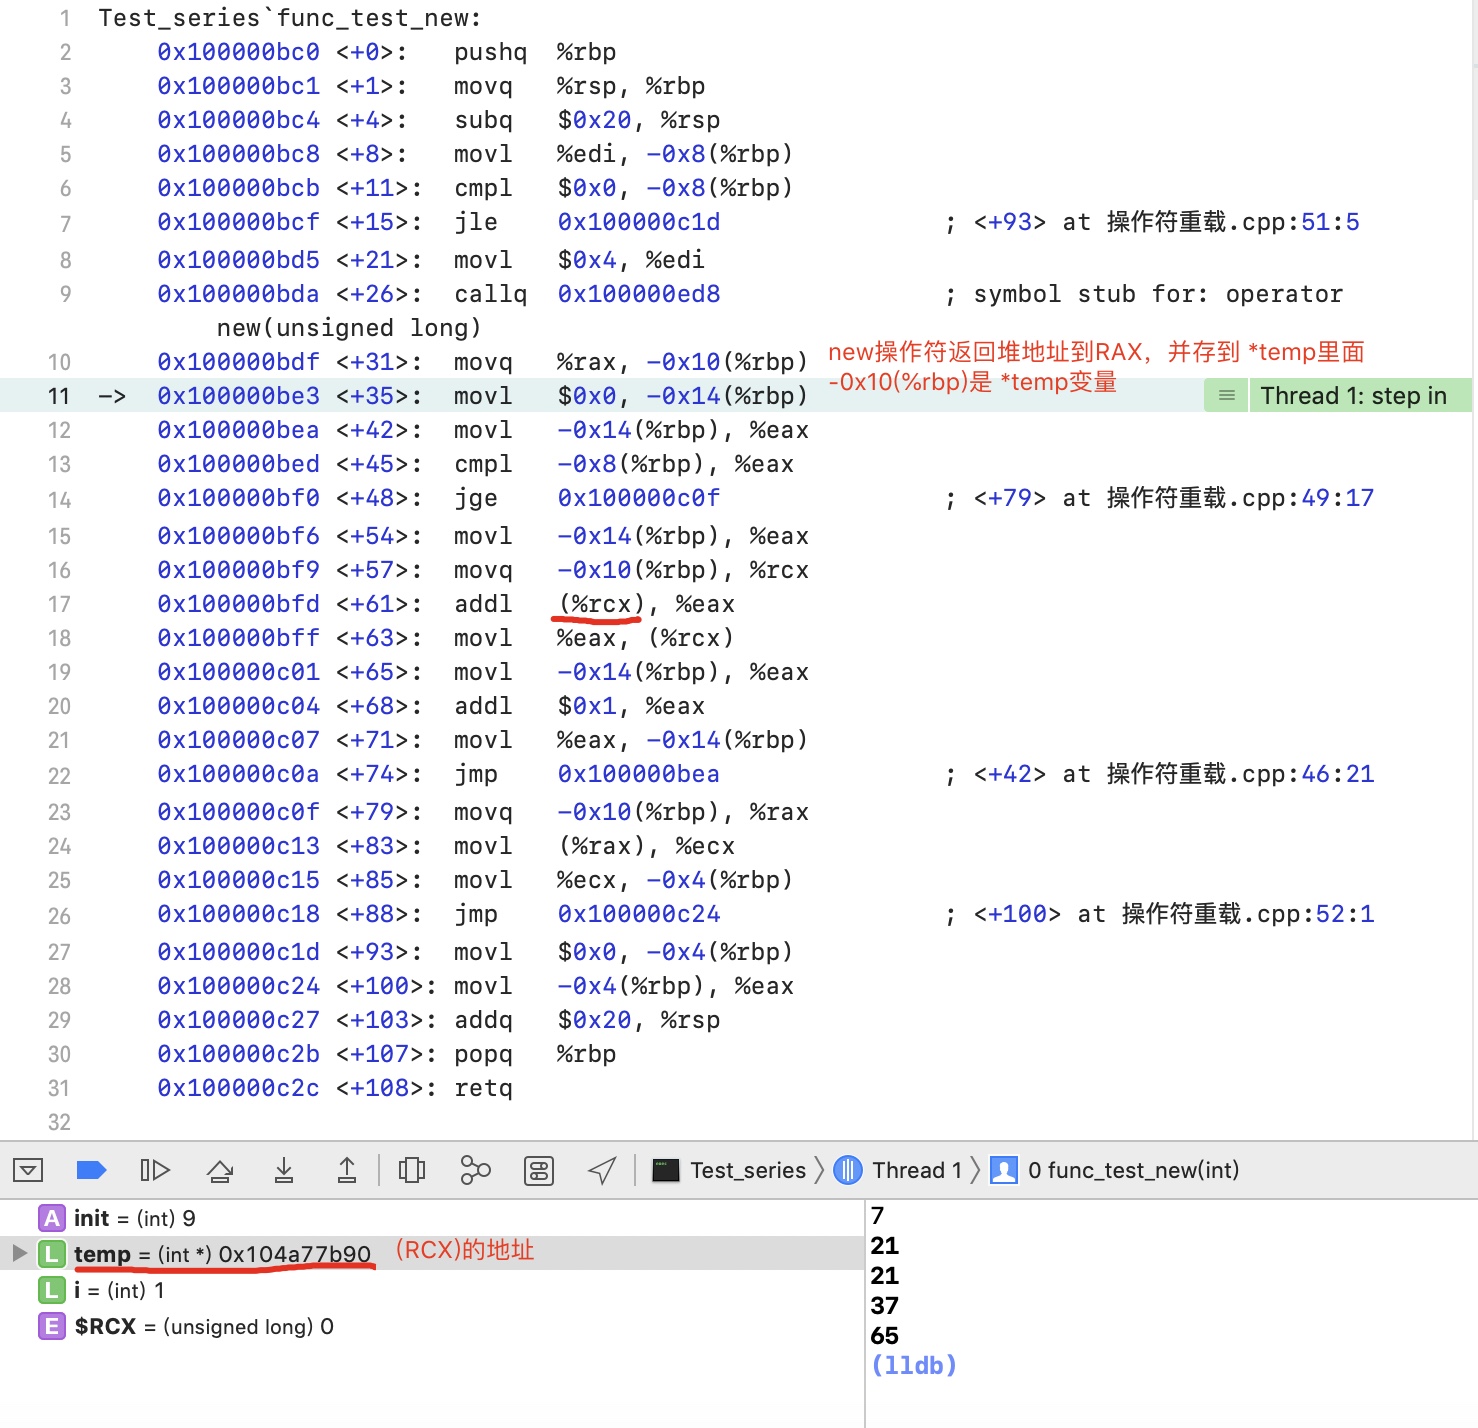 1 Test_series`func_test_new:
2 0x100000bc0 <+0>: pushq %rbp
3 0x100000bc1 <+1>: movq %rsp, %rbp
4 0x100000bc4 <+4>: subq $0x20, %rsp
5 0x100000bc8 <+8>: movl %edi, -0x8(%rbp)
6 0x100000bcb <+11>: cmpl $0x0, -0x8(%rbp)
7 0x100000bcf <+15>: jle 0x100000c1d ; <+93> at 操作符重载.cpp:51:5
8 0x100000bd5 <+21>: movl $0x4, %edi
9 0x100000bda <+26>: callq 0x100000ed8 ; symbol stub for: operator
new(unsigned long)
10 0x100000bdf <+31>: movq %rax, -0x10(%rbp)
new操作符返回堆地址到RAX，并存到 *temp里面
-0x10(%rbp)是 *temp变量
11 -> 0x100000be3 <+35>: movl $0x0, -0x14(%rbp) Thread 1: step in
12 0x100000bea <+42>: movl -0x14(%rbp), %eax
13 0x100000bed <+45>: cmpl -0x8(%rbp), %eax
14 0x100000bf0 <+48>: jge 0x100000c0f ; <+79> at 操作符重载.cpp:49:17
15 0x100000bf6 <+54>: movl -0x14(%rbp), %eax
16 0x100000bf9 <+57>: movq -0x10(%rbp), %rcx
17 0x100000bfd <+61>: addl (%rcx), %eax
18 0x100000bff <+63>: movl %eax, (%rcx)
19 0x100000c01 <+65>: movl -0x14(%rbp), %eax
20 0x100000c04 <+68>: addl $0x1, %eax
21 0x100000c07 <+71>: movl %eax, -0x14(%rbp)
22 0x100000c0a <+74>: jmp 0x100000bea ; <+42> at 操作符重载.cpp:46:21
23 0x100000c0f <+79>: movq -0x10(%rbp), %rax
24 0x100000c13 <+83>: movl (%rax), %ecx
25 0x100000c15 <+85>: movl %ecx, -0x4(%rbp)
26 0x100000c18 <+88>: jmp 0x100000c24 ; <+100> at 操作符重载.cpp:52:1
27 0x100000c1d <+93>: movl $0x0, -0x4(%rbp)
28 0x100000c24 <+100>: movl -0x4(%rbp), %eax
29 0x100000c27 <+103>: addq $0x20, %rsp
30 0x100000c2b <+107>: popq %rbp
31 0x100000c2c <+108>: retq
32
Test_series Thread 1 0 func_test_new(int)
A init = (int) 9
L temp = (int *) 0x104a77b90 (RCX)的地址
L i = (int) 1
E $RCX = (unsigned long) 0
7
21
21
37
65
(lldb)